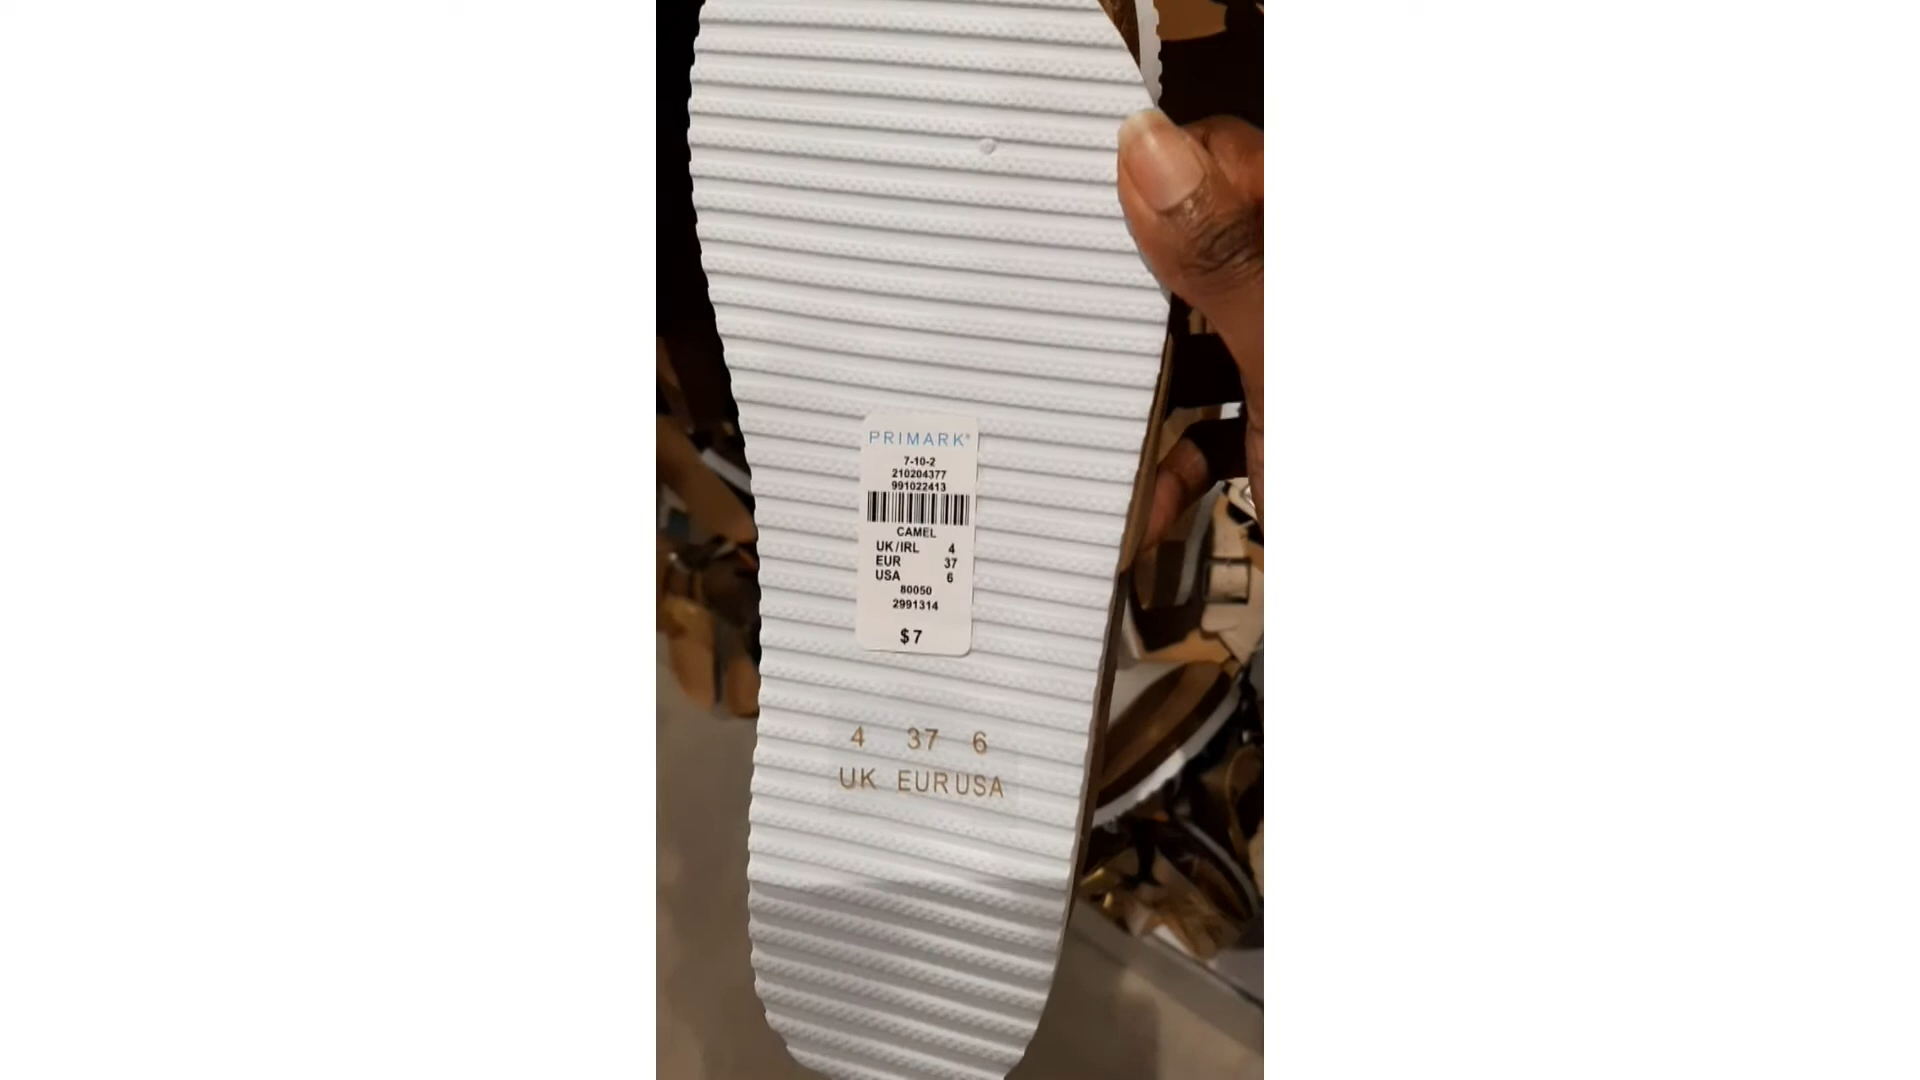 PRIMARK®
7-10-2
210204377
991022413
CAMEL
UK/IRL 4
EUR 37
USA 6
80050
2991314
$7
4 37 6
UK EUR USA